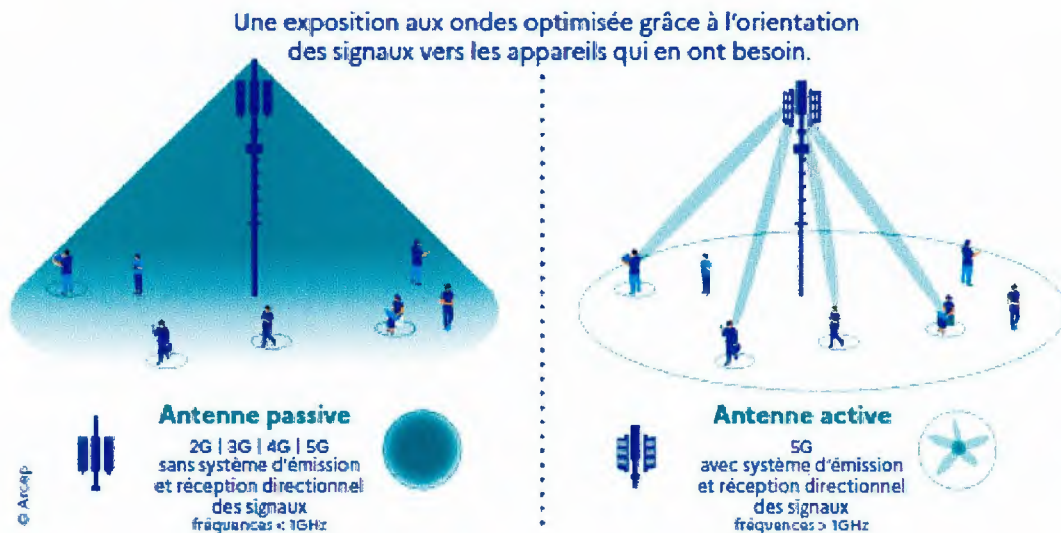 Une exposition aux ondes optimisée grâce à l'orientation
des signaux vers les appareils qui en ont besoin.
Antenne passive
2G | 3G | 4G | 5G
sans système d'émission
et réception directionnel
des signaux
fréquences < 1GHz
Antenne active
5G
avec système d'émission
et réception directionnel
des signaux
fréquences > 1GHz
© Arcep